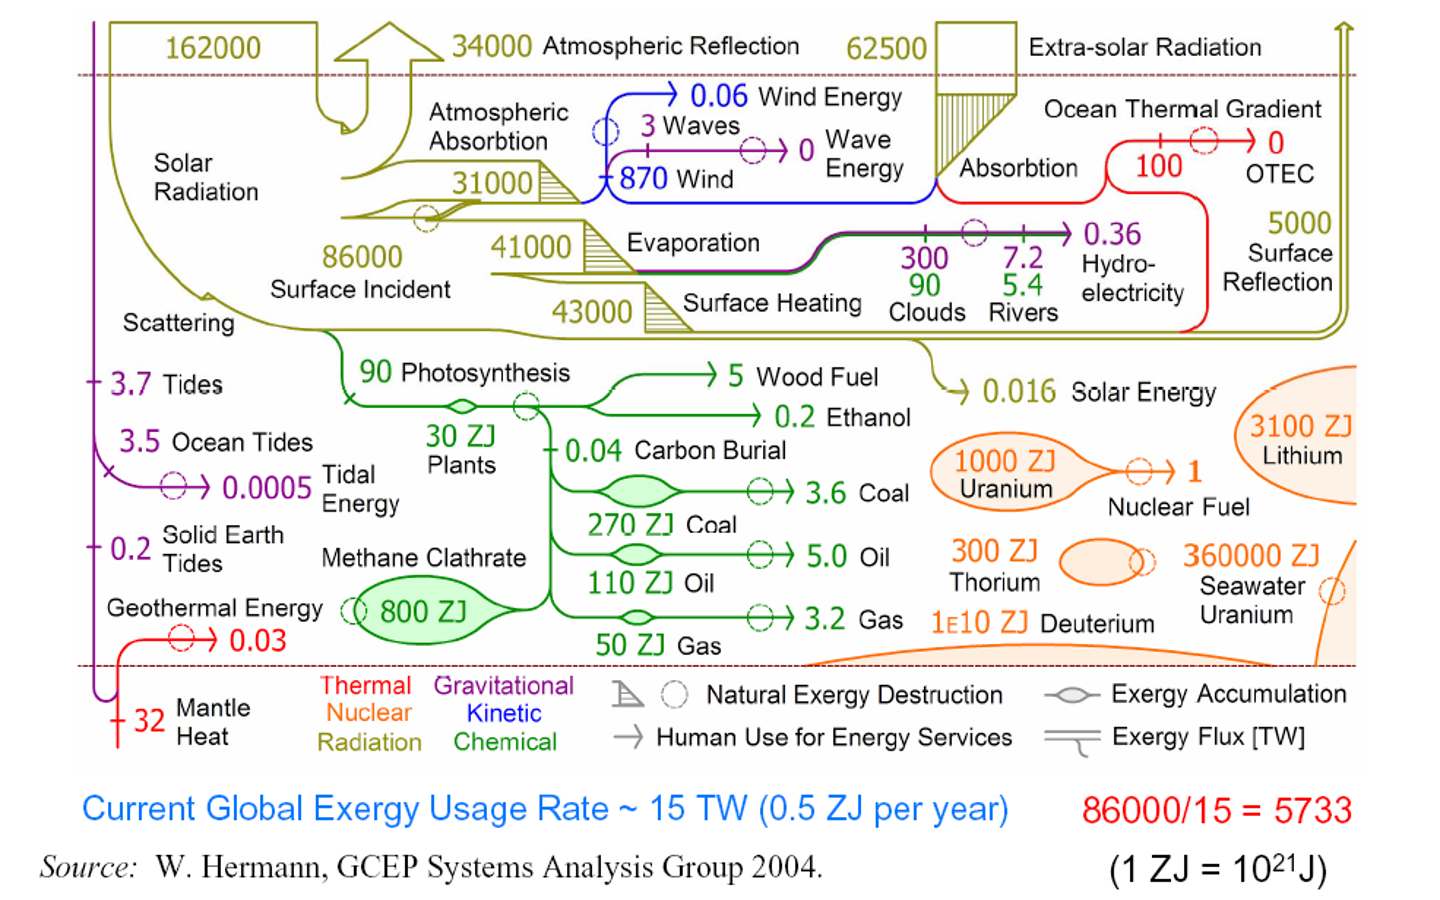 162000
34000 Atmospheric Reflection
62500 Extra-solar Radiation
0.06 Wind Energy
Atmospheric
Absorbtion
3 Waves
0 Wave
Energy
Ocean Thermal Gradient
Solar
Radiation
31000
870 Wind
Absorbtion
100
0
OTEC
86000
Surface Incident
41000
Evaporation
300
90
Clouds
7.2
5.4
Rivers
0.36
Hydro-
electricity
5000
Surface
Reflection
Scattering
43000
Surface Heating
3.7 Tides
90 Photosynthesis
5 Wood Fuel
0.2 Ethanol
0.016 Solar Energy
3.5 Ocean Tides
0.0005 Tidal
Energy
30 ZJ
Plants
0.04 Carbon Burial
1000 ZJ
Uranium
1
Nuclear Fuel
3100 ZJ
Lithium
3.6 Coal
270 ZJ Coal
0.2 Solid Earth
Tides
Methane Clathrate
800 ZJ
5.0 Oil
110 ZJ Oil
300 ZJ
Thorium
360000 ZJ
Seawater
Uranium
Geothermal Energy
0.03
3.2 Gas
50 ZJ Gas
1E10 ZJ Deuterium
32 Mantle
Heat
Thermal Gravitational
Nuclear Kinetic
Radiation Chemical
Natural Exergy Destruction
Exergy Accumulation
Human Use for Energy Services
Exergy Flux [TW]
Current Global Exergy Usage Rate ~ 15 TW (0.5 ZJ per year)
86000/15 = 5733
Source: W. Hermann, GCEP Systems Analysis Group 2004.
(1 ZJ = 10²¹J)